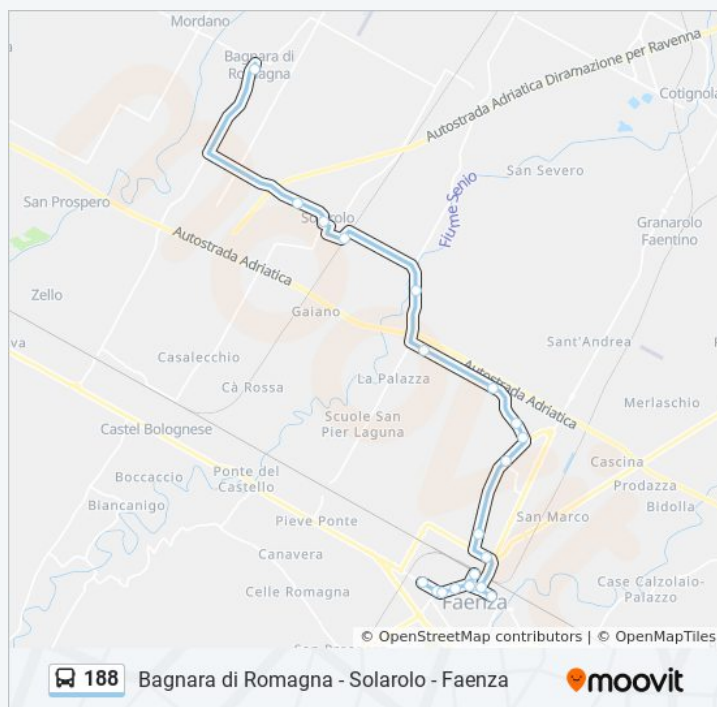 Mordano
Bagnara di
Romagna
Autostrada Adriatica Diramazione per Ravenna
Cotignola
San Severo
San Prospero
Fiume Senio
Granarolo
Faentino
Autostrada Adriatica
Zello
Gaiano
Sant'Andrea
Casalecchio
La Palazza
Autostrada Adriatica
Cà Rossa
Merlaschio
Castel Bolognese
Scuole San
Pier Laguna
Cascina
Boccaccio
Ponte del
Castello
Prodazza
Biancanigo
San Marco
Bidolla
Pieve Ponte
Canavera
Case Calzolaio-
Palazzo
Celle Romagna
Faenza
© OpenStreetMap contributors | © OpenMapTiles
188
Bagnara di Romagna - Solarolo - Faenza
moovit